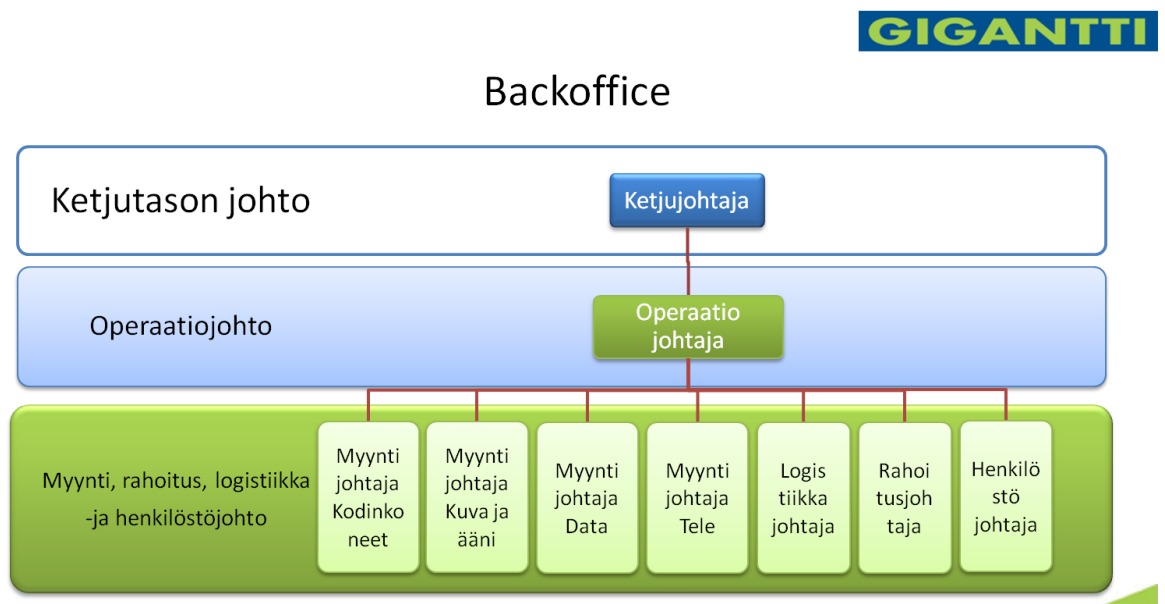 GIGANTTI
Backoffice
Ketjutason johto
Ketjujohtaja
Operaatiojohto
Operaatio
johtaja
Myynti, rahoitus, logistiikka
-ja henkilöstöjohto
Myynti
johtaja
Kodinko
neet
Myynti
johtaja
Kuva ja
ääni
Myynti
johtaja
Data
Myynti
johtaja
Tele
Logis
tiikka
johtaja
Rahoi
tusjoh
taja
Henkilö
stö
johtaja